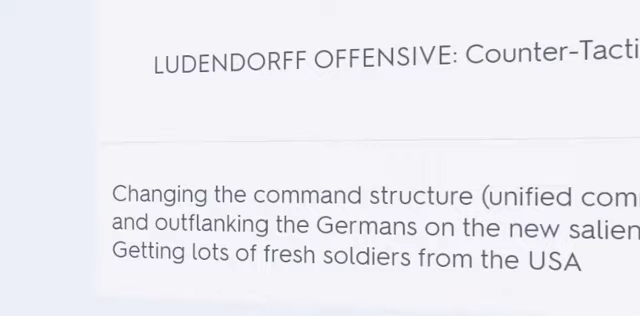 LUDENDORFF OFFENSIVE: Counter-Tacti
Changing the command structure (unified com
and outflanking the Germans on the new salien
Getting lots of fresh soldiers from the USA